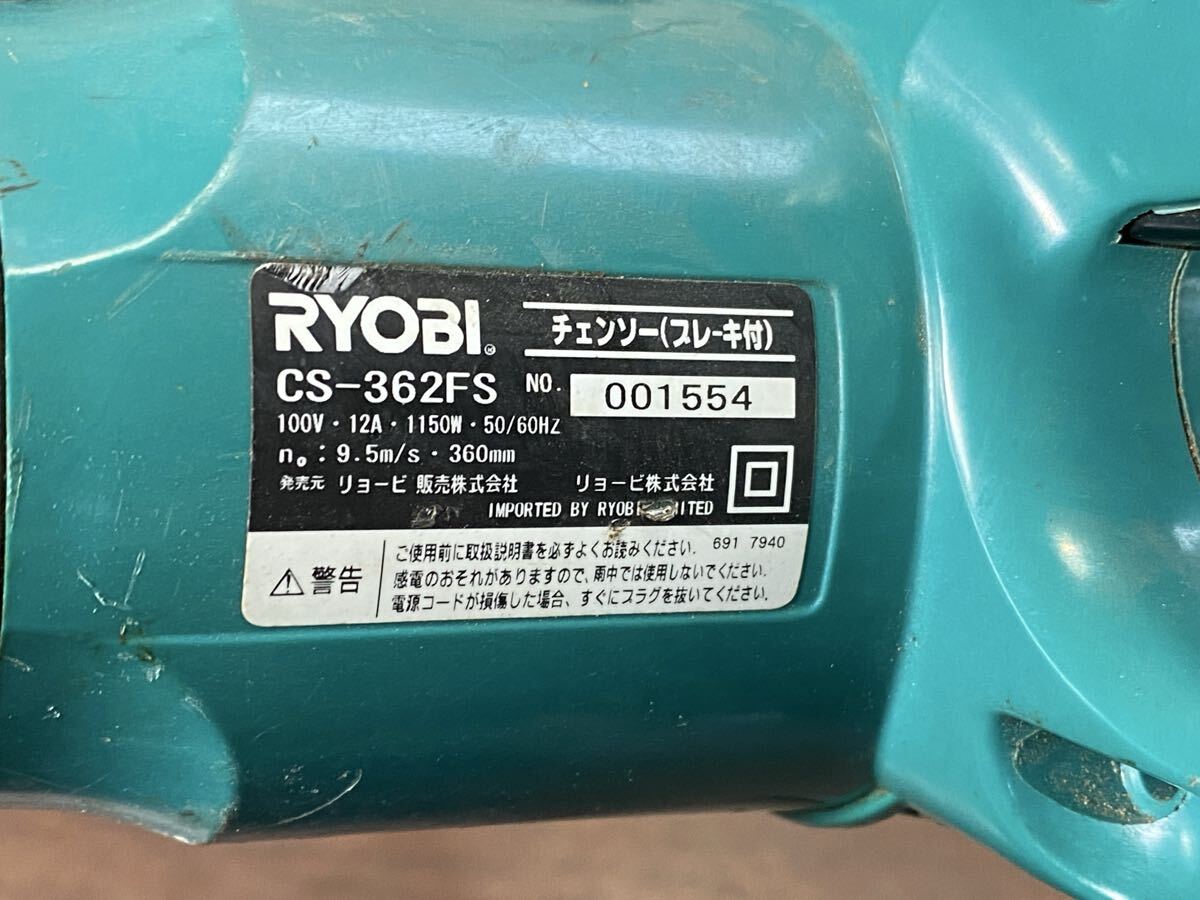 RYOBI®
チェンソー(ブレーキ付)
CS-362FS NO. 001554
100V・12A・1150W・50/60HZ
n₀:9.5m/s・360mm
発売元 リョービ 販売株式会社 リョービ株式会社
IMPORTED BY
⚠警告
ご使用前に取扱説明書を必ずよくお読みください. 691 7940
感電のおそれがありますので、雨中では使用しないでください.
電源コードが損傷した場合、すぐにプラグを抜いてください.